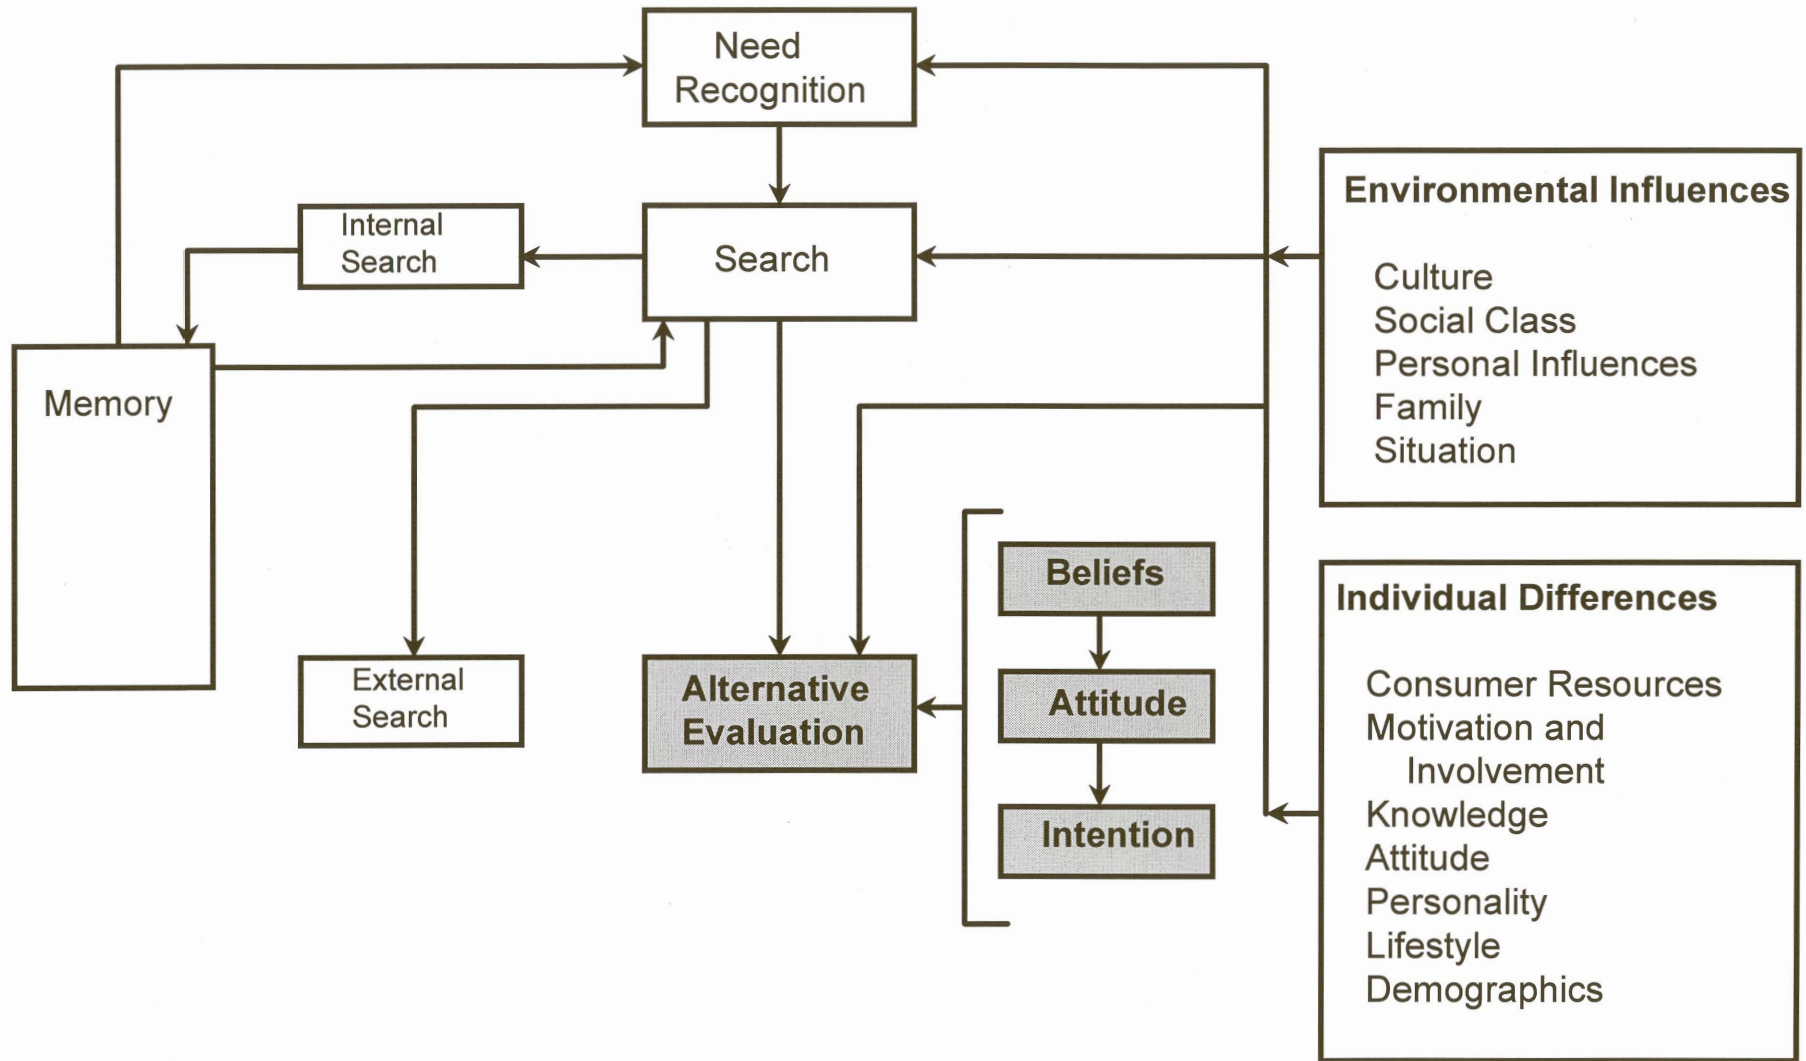 Need
Recognition
Internal
Search
Search
Memory
External
Search
Alternative
Evaluation
Beliefs
Attitude
Intention
Environmental Influences
Culture
Social Class
Personal Influences
Family
Situation
Individual Differences
Consumer Resources
Motivation and
Involvement
Knowledge
Attitude
Personality
Lifestyle
Demographics